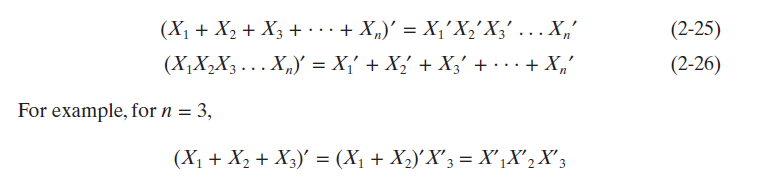 (X₁ + X₂ + X₃ + · · · + Xₙ)′ = X₁′X₂′X₃′ . . . Xₙ′ (2-25)
(X₁X₂X₃ . . . Xₙ)′ = X₁′ + X₂′ + X₃′ + · · · + Xₙ′ (2-26)
For example, for n = 3,
(X₁ + X₂ + X₃)′ = (X₁ + X₂)′X′₃ = X′₁X′₂X′₃